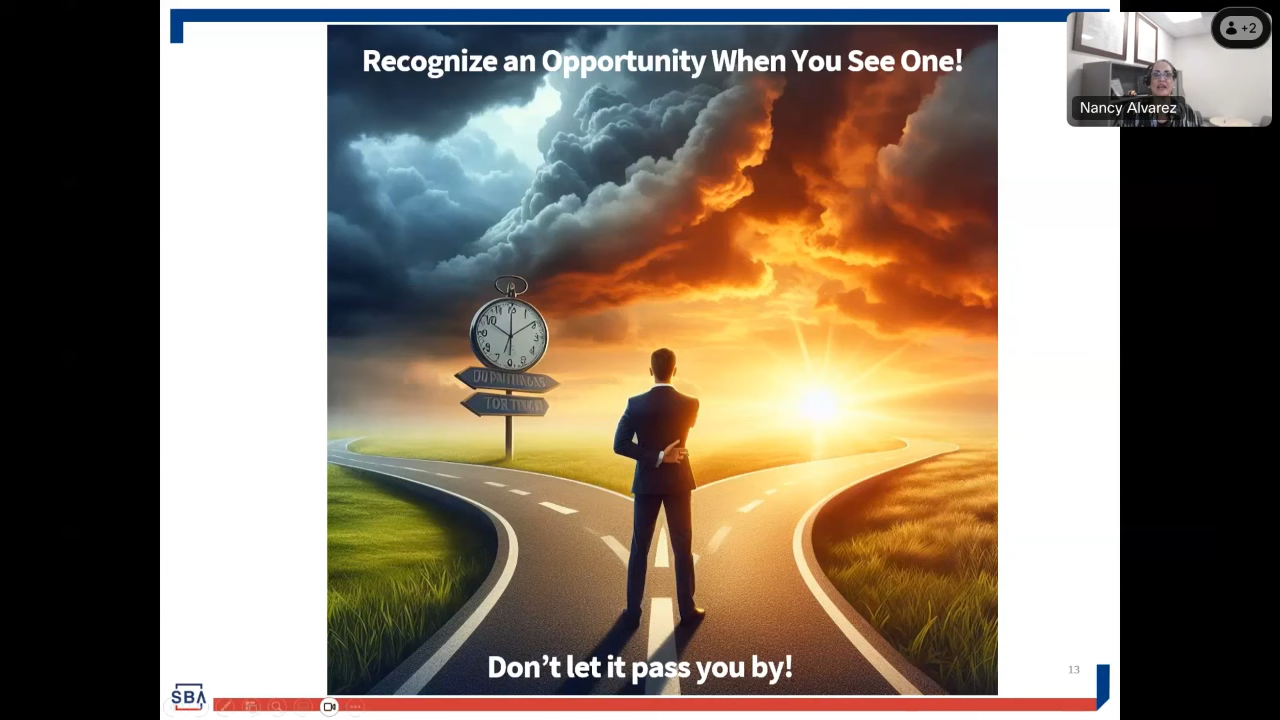 Recognize an Opportunity When You See One!
+2
Nancy Alvarez
Don't let it pass you by!
13
SBA